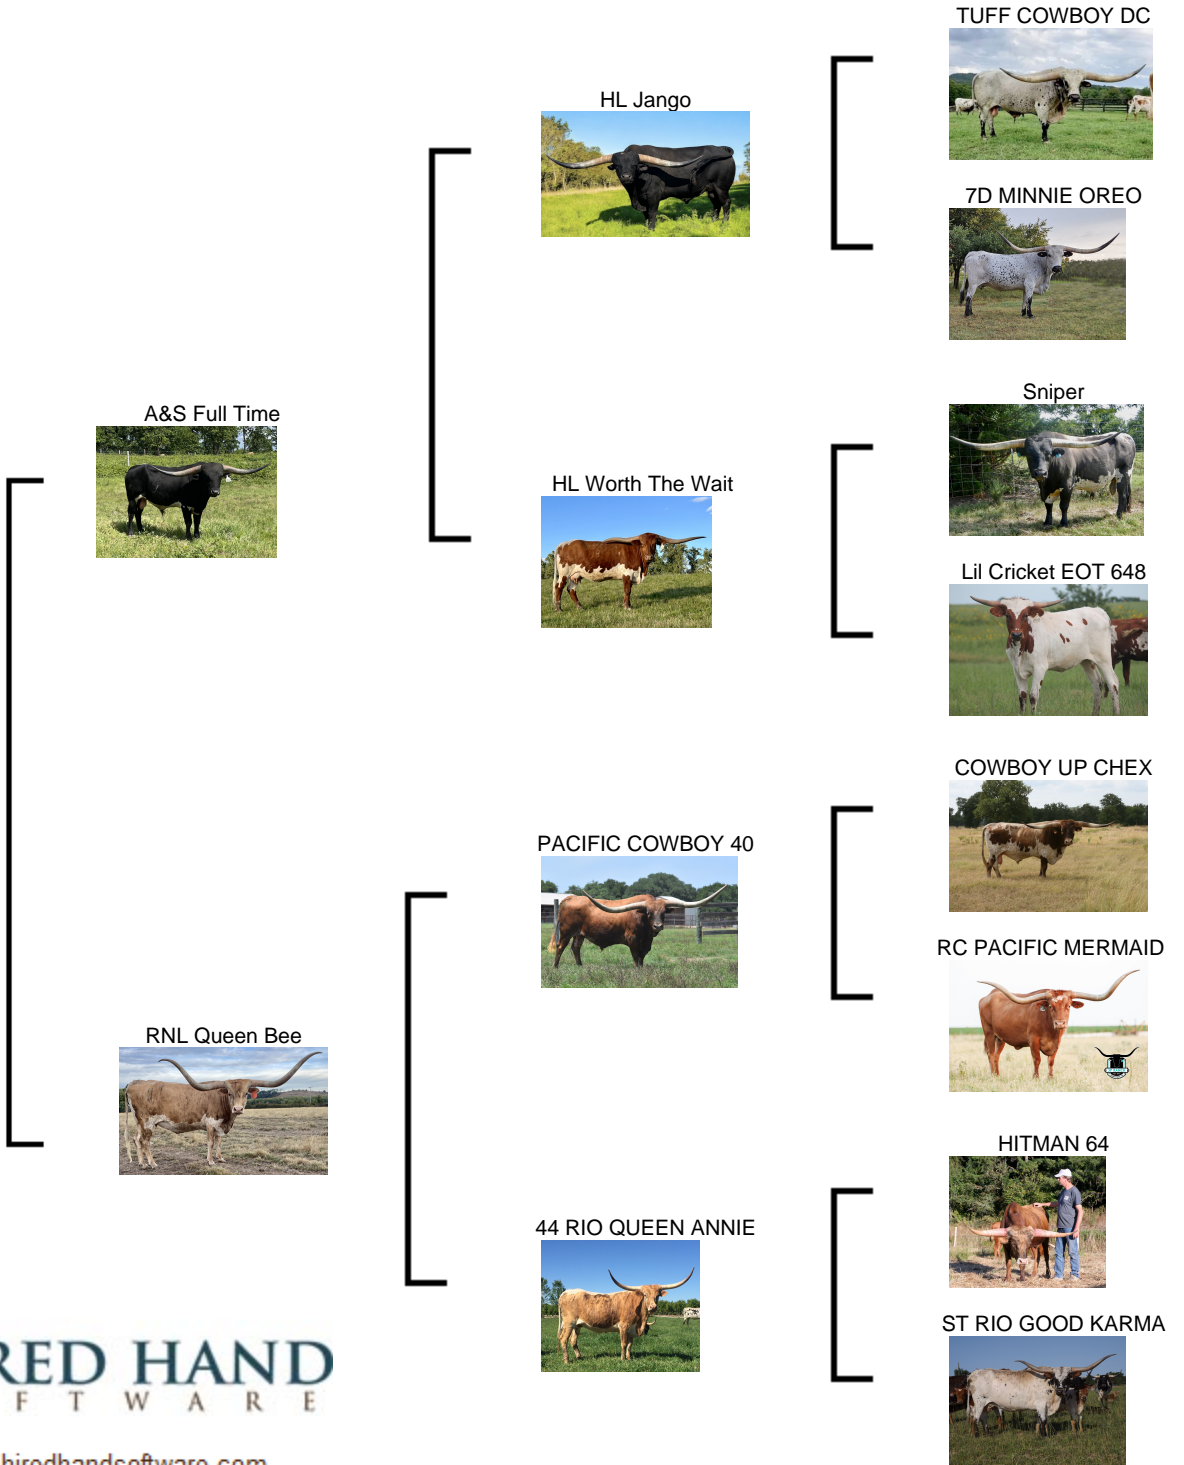 TUFF COWBOY DC
HL Jango
7D MINNIE OREO
Sniper
A&S Full Time
HL Worth The Wait
Lil Cricket EOT 648
COWBOY UP CHEX
PACIFIC COWBOY 40
RC PACIFIC MERMAID
RNL Queen Bee
HITMAN 64
44 RIO QUEEN ANNIE
ST RIO GOOD KARMA
RED HAND
F T W A R E
hiredhandsoftware.com